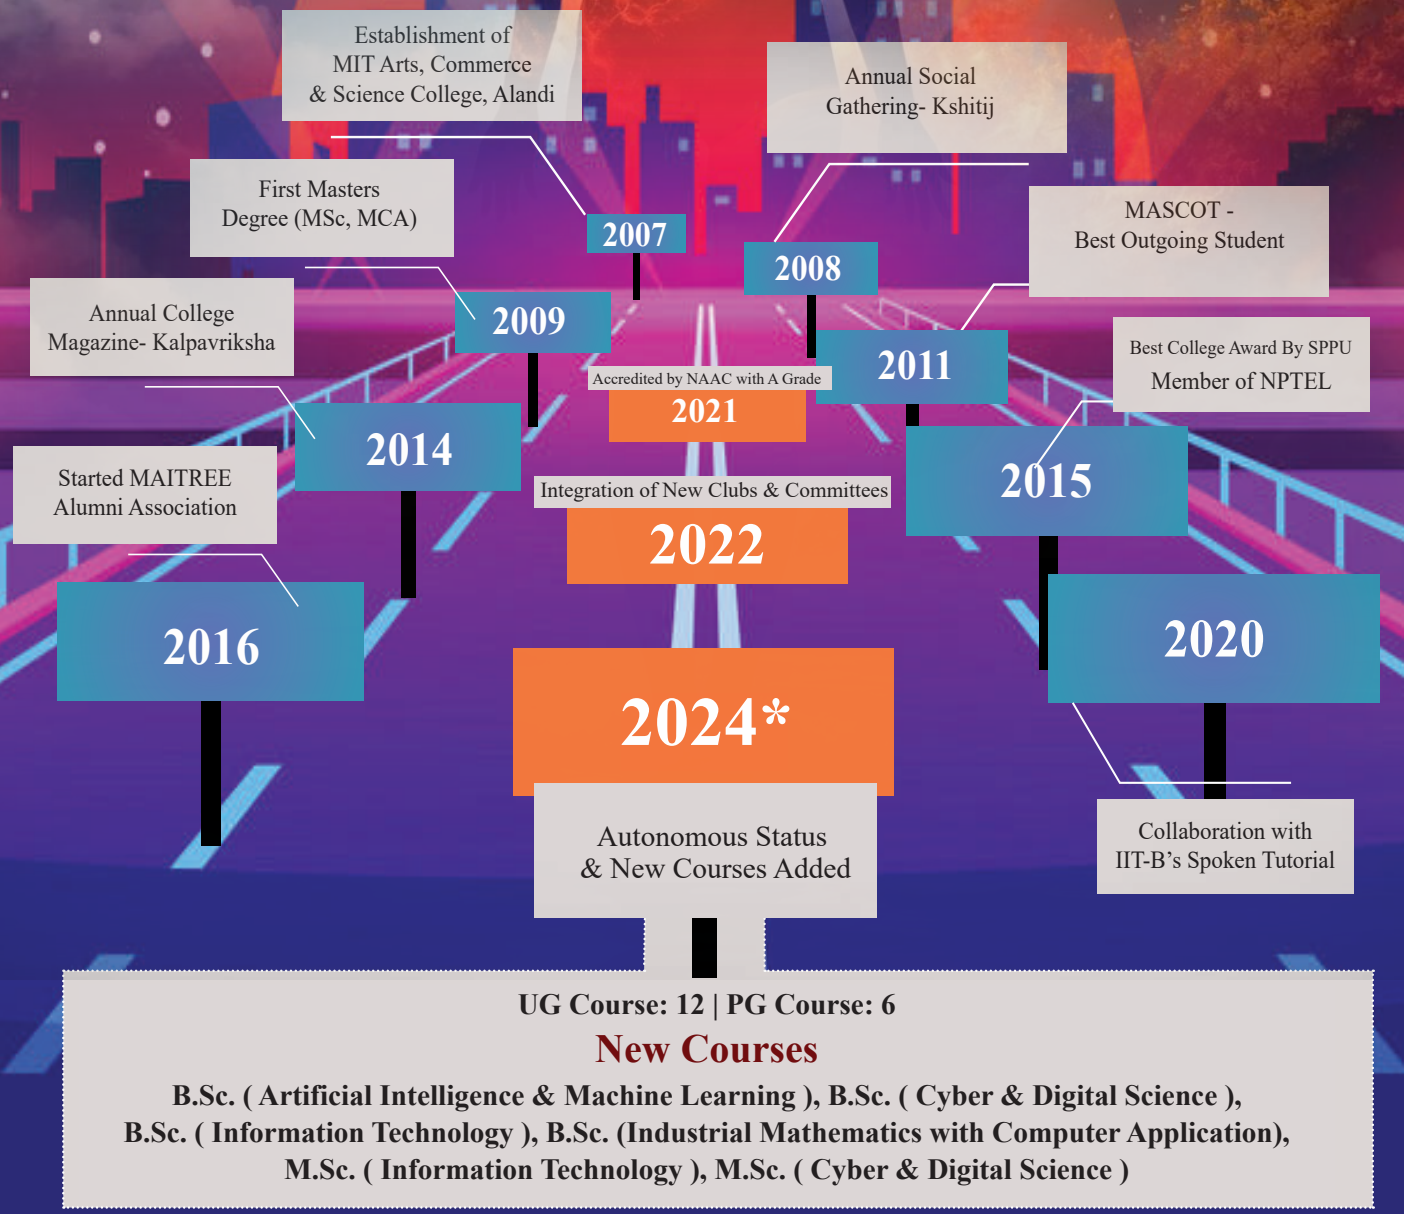 Establishment of
MIT Arts, Commerce
& Science College, Alandi
2007
Annual Social
Gathering- Kshitij
2008
First Masters
Degree (MSc, MCA)
2009
MASCOT -
Best Outgoing Student
2011
Annual College
Magazine- Kalpavriksha
2014
Best College Award By SPPU
Member of NPTEL
2015
Started MAITREE
Alumni Association
2016
2020
Collaboration with
IIT-B’s Spoken Tutorial
Accredited by NAAC with A Grade
2021
Integration of New Clubs & Committees
2022
2024*
Autonomous Status
& New Courses Added
UG Course: 12 | PG Course: 6
New Courses
B.Sc. ( Artificial Intelligence & Machine Learning ), B.Sc. ( Cyber & Digital Science ),
B.Sc. ( Information Technology ), B.Sc. (Industrial Mathematics with Computer Application),
M.Sc. ( Information Technology ), M.Sc. ( Cyber & Digital Science )